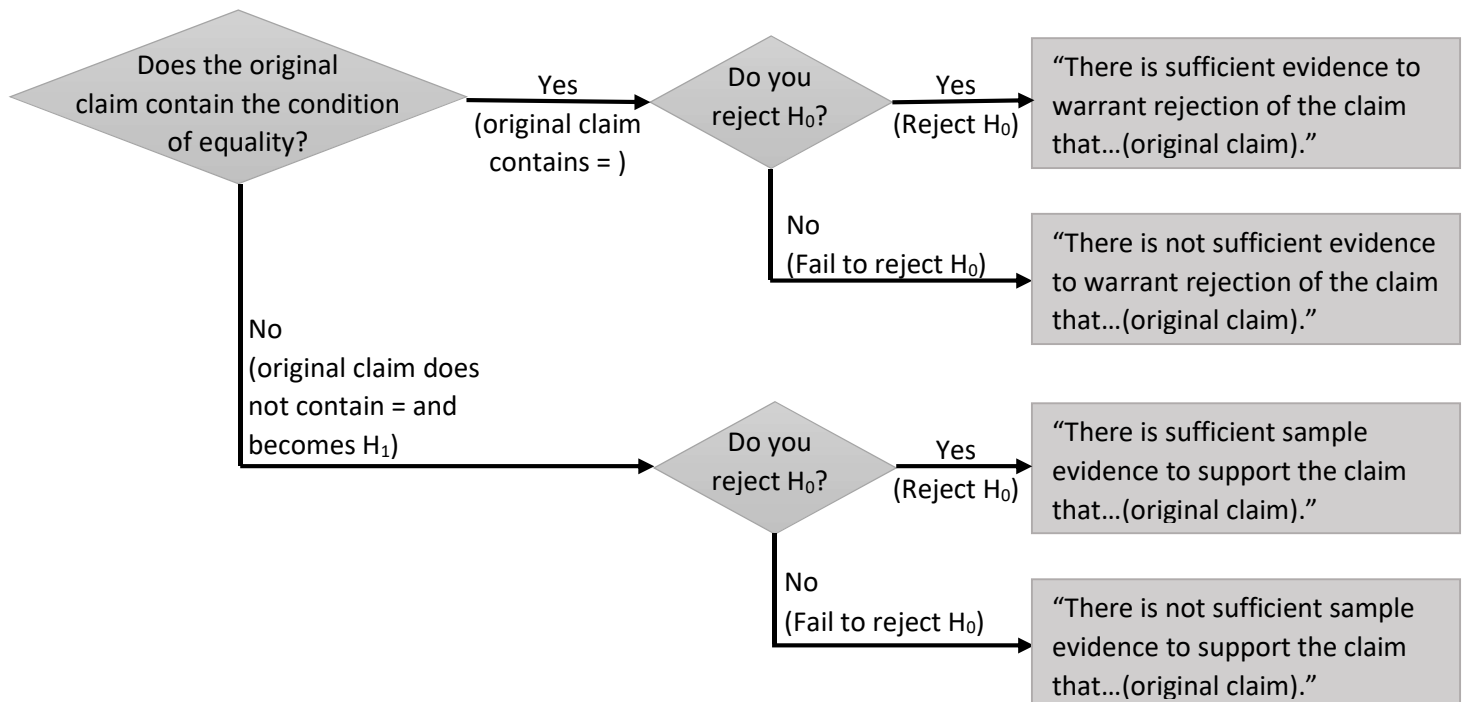 Does the original
claim contain the condition
of equality?
Yes
(original claim
contains = )
Do you
reject H₀?
Yes
(Reject H₀)
“There is sufficient evidence to
warrant rejection of the claim
that…(original claim).”
No
(Fail to reject H₀)
“There is not sufficient evidence
to warrant rejection of the claim
that…(original claim).”
No
(original claim does
not contain = and
becomes H₁)
Do you
reject H₀?
Yes
(Reject H₀)
“There is sufficient sample
evidence to support the claim
that…(original claim).”
No
(Fail to reject H₀)
“There is not sufficient sample
evidence to support the claim
that…(original claim).”